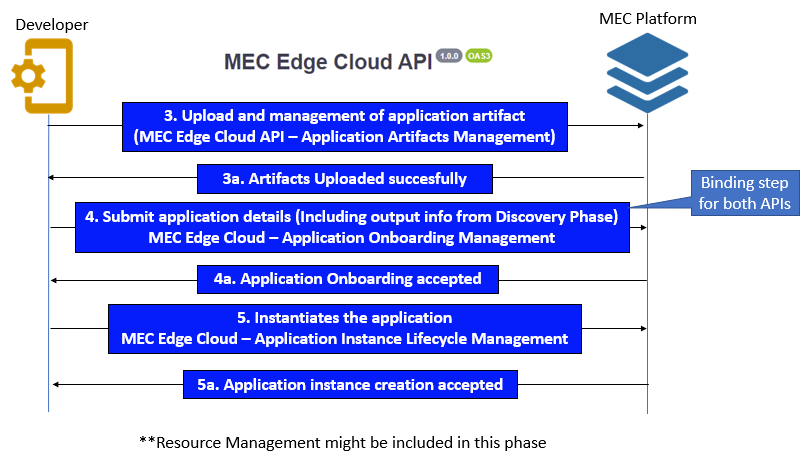 Developer
MEC Platform
MEC Edge Cloud API 1.0.0 OAS3
3. Upload and management of application artifact
(MEC Edge Cloud API – Application Artifacts Management)
3a. Artifacts Uploaded succesfully
Binding step
for both APIs
4. Submit application details (Including output info from Discovery Phase)
MEC Edge Cloud – Application Onboarding Management
4a. Application Onboarding accepted
5. Instantiates the application
MEC Edge Cloud – Application Instance Lifecycle Management
5a. Application instance creation accepted
**Resource Management might be included in this phase